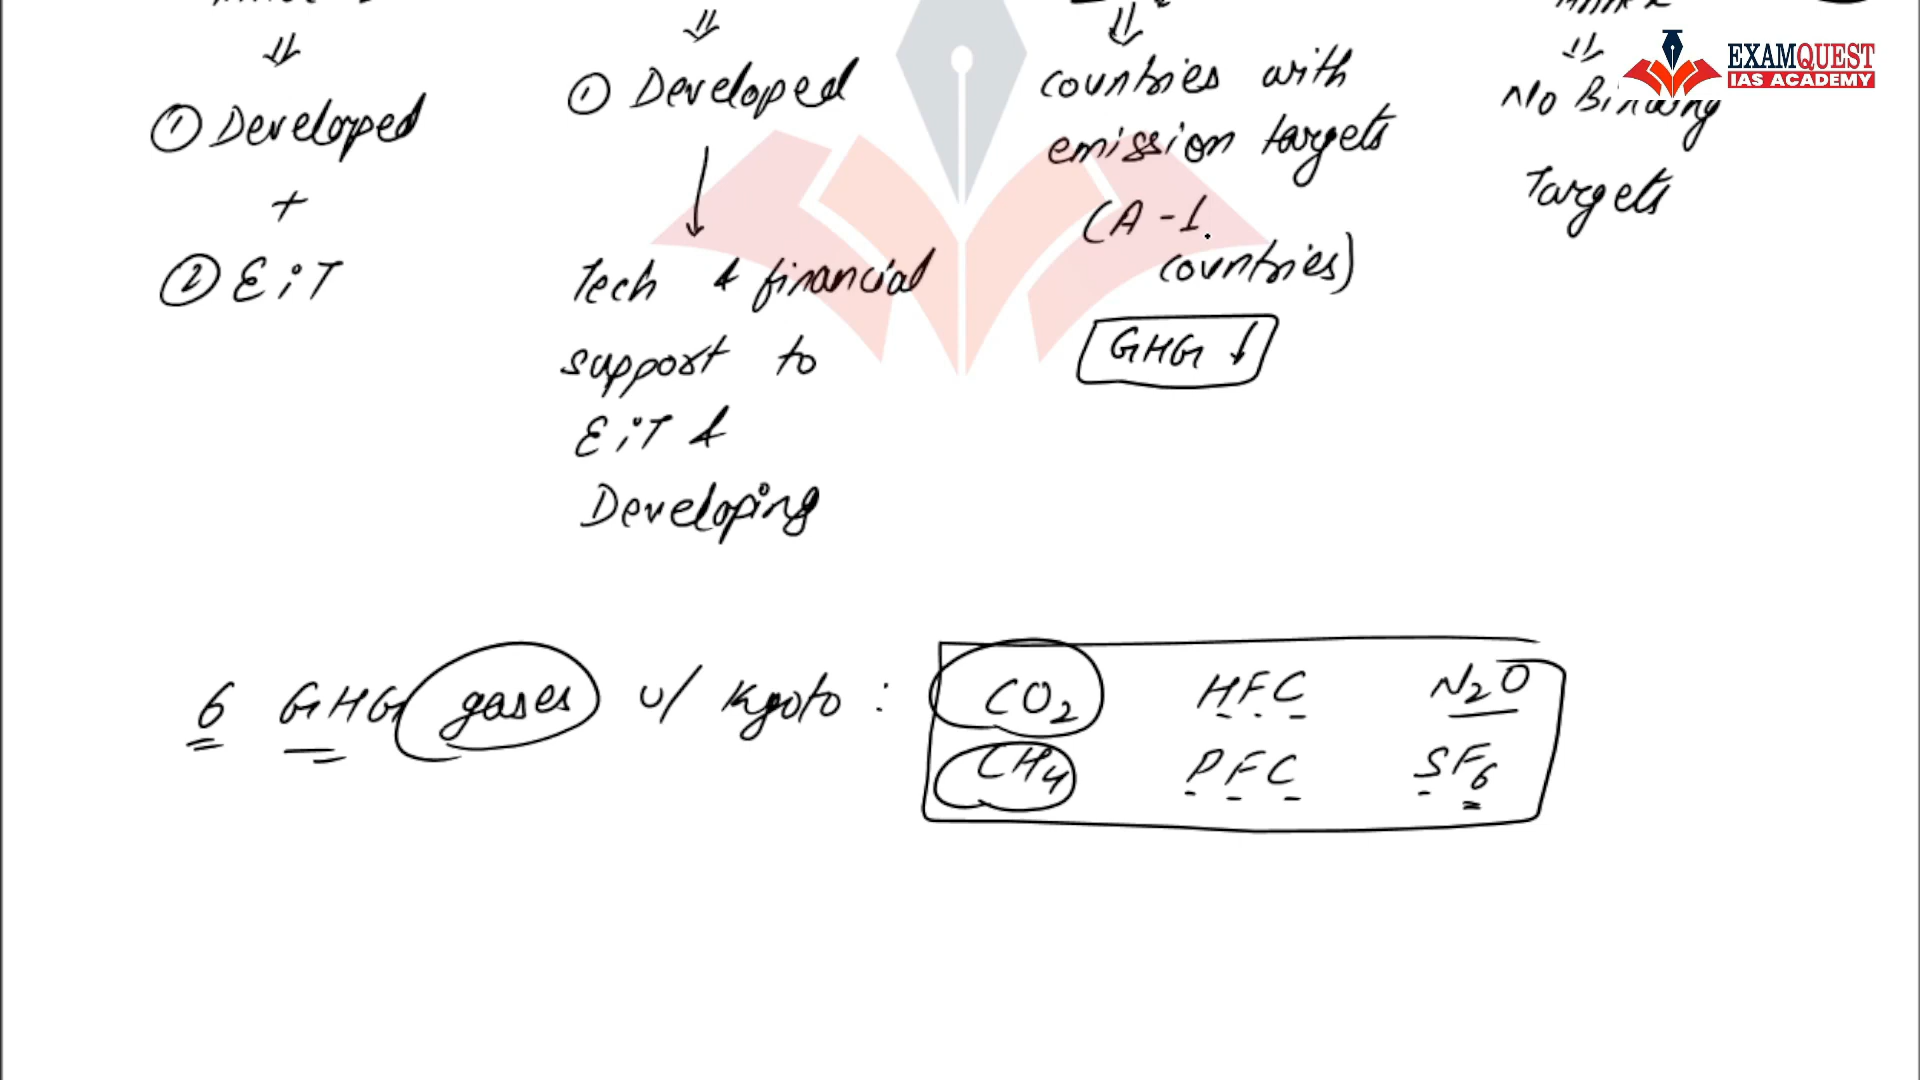 ① Developed
+
② EiT
① Developed
Tech & financial
support to
EiT &
Developing
countries with
emission targets
(A-1
countries)
GHG ↓
No Binding
Targets
EXAMQUEST
IAS ACADEMY
6 GHG gases u/ Kyoto :
CO2 HFC N2O
CH4 PFC SF6